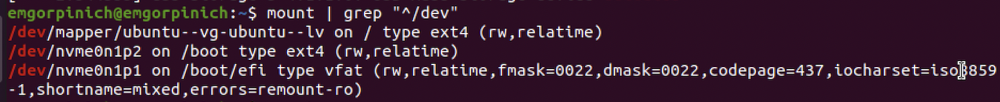 emgorpinich@emgorpinich:~$ mount | grep "^/dev"
/dev/mapper/ubuntu--vg-ubuntu--lv on / type ext4 (rw,relatime)
/dev/nvme0n1p2 on /boot type ext4 (rw,relatime)
/dev/nvme0n1p1 on /boot/efi type vfat (rw,relatime,fmask=0022,dmask=0022,codepage=437,iocharset=iso8859
-1,shortname=mixed,errors=remount-ro)